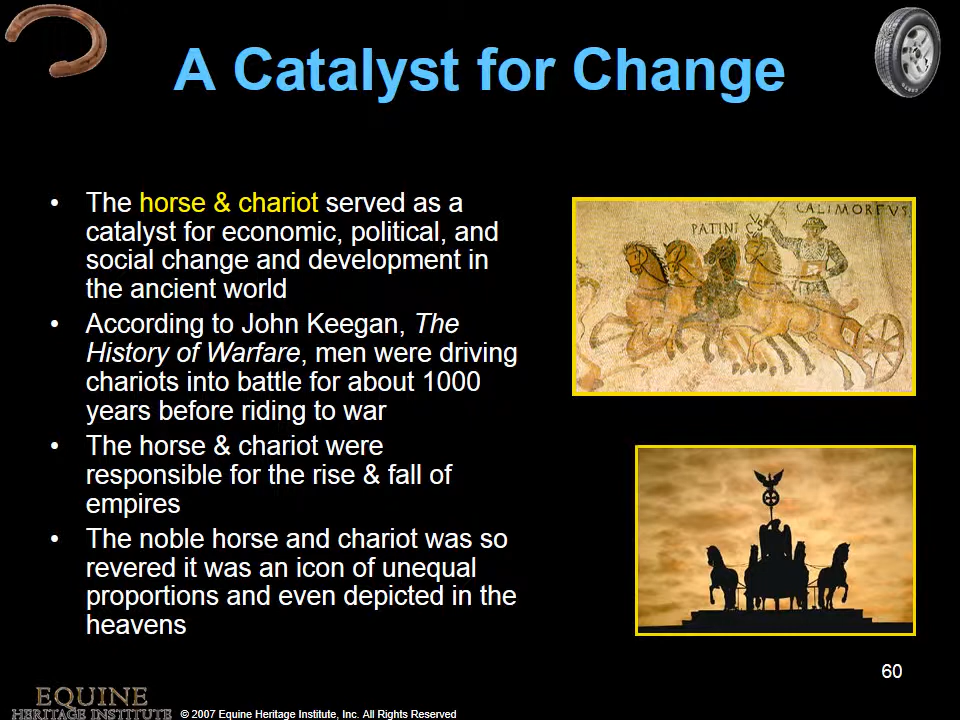 A Catalyst for Change
• The horse & chariot served as a
catalyst for economic, political, and
social change and development in
the ancient world
• According to John Keegan, The
History of Warfare, men were driving
chariots into battle for about 1000
years before riding to war
• The horse & chariot were
responsible for the rise & fall of
empires
• The noble horse and chariot was so
revered it was an icon of unequal
proportions and even depicted in the
heavens
CALIMORFVS
PATINI CVS
60
EQUINE
HERITAGE INSTITUTE
© 2007 Equine Heritage Institute, Inc. All Rights Reserved